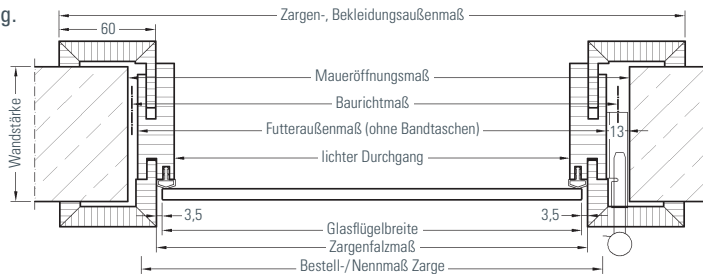 g.
Zargen-, Bekleidungsaußenmaß
60
Maueröffnungsmaß
Baurichtmaß
Wandstärke
Futteraußenmaß (ohne Bandtaschen)
13
lichter Durchgang
3,5
3,5
Glasflügelbreite
Zargenfalzmaß
Bestell-/Nennmaß Zarge